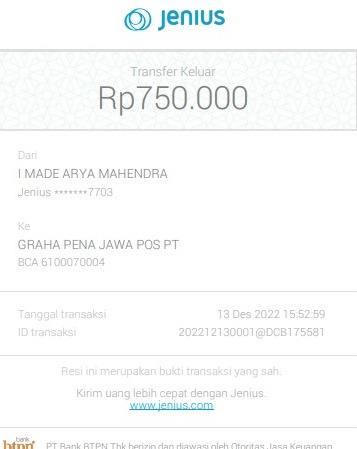 jenius
Transfer Keluar
Rp750.000
Dari
I MADE ARYA MAHENDRA
Jenius *******7703
Ke
GRAHA PENA JAWA POS PT
BCA 6100070004
Tanggal transaksi 13 Des 2022 15:52:59
ID transaksi 202212130001@DCB175581
Resi ini merupakan bukti transaksi yang sah.
Kirim uang lebih cepat dengan Jenius.
www.jenius.com
bank
btpn PT Bank BTPN Tbk berizin dan diawasi oleh Otoritas Jasa Keuangan